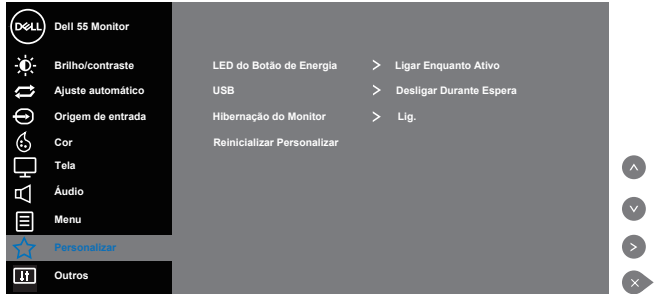 DELL
Dell 55 Monitor
Brilho/contraste
LED do Botão de Energia > Ligar Enquanto Ativo
Ajuste automático
USB > Desligar Durante Espera
Origem de entrada
Hibernação do Monitor > Lig.
Cor
Reinicializar Personalizar
Tela
Áudio
Menu
Personalizar
Outros